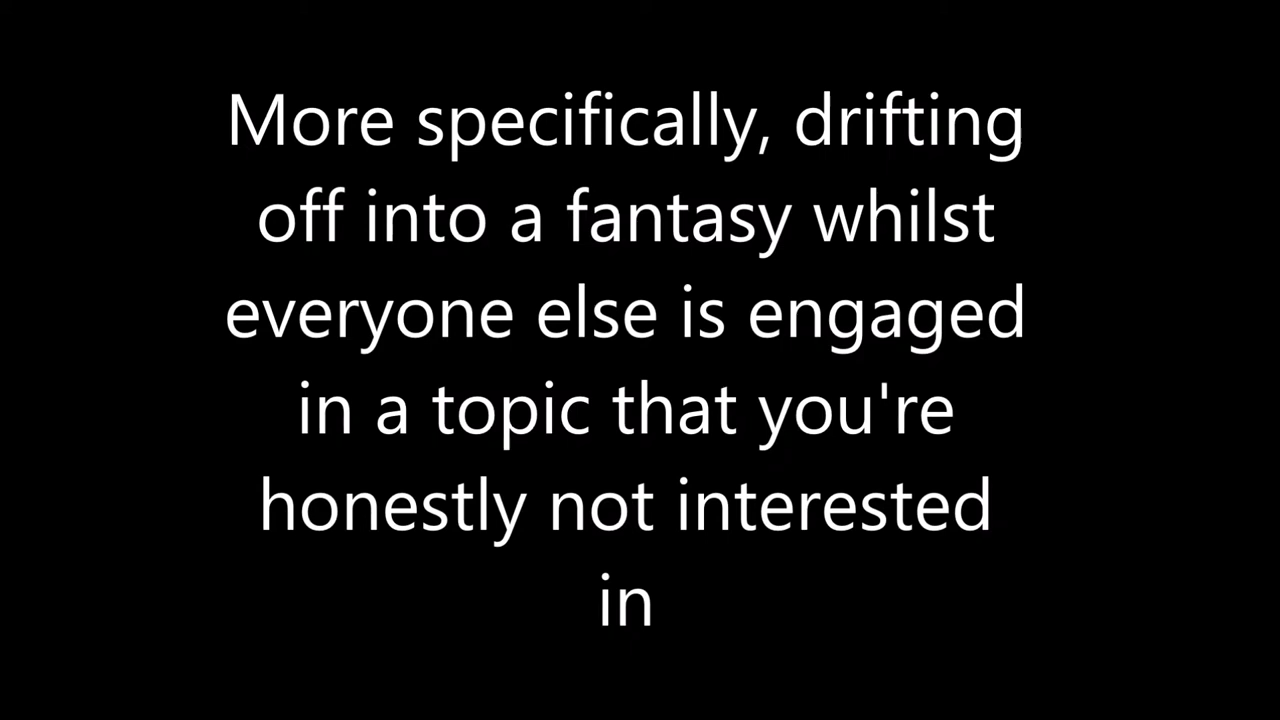 More specifically, drifting
off into a fantasy whilst
everyone else is engaged
in a topic that you're
honestly not interested
in